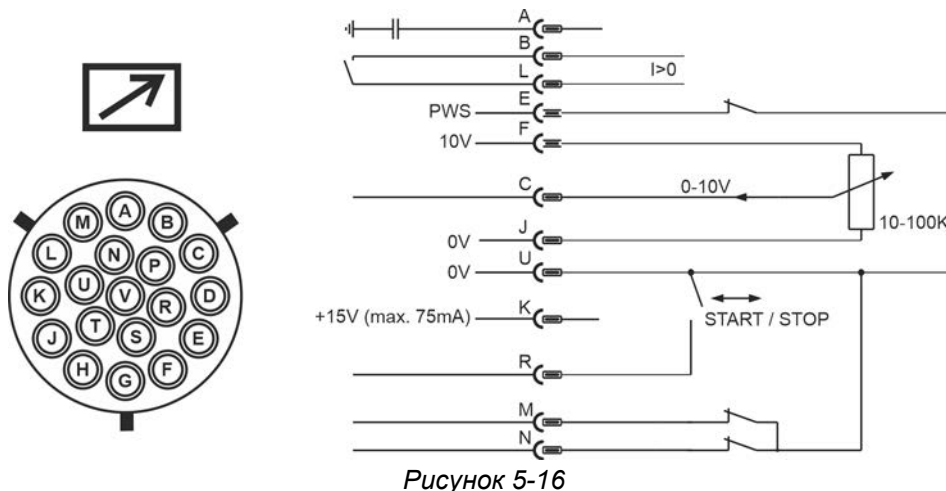 A
B
L
I>0
E
PWS
F
10V
C
0-10V
10-100K
J
0V
U
0V
START / STOP
K
+15V (max. 75mA)
R
M
N
A
M
B
N
L
P
C
U
K
V
D
R
T
S
J
E
H
F
G
Рисунок 5-16